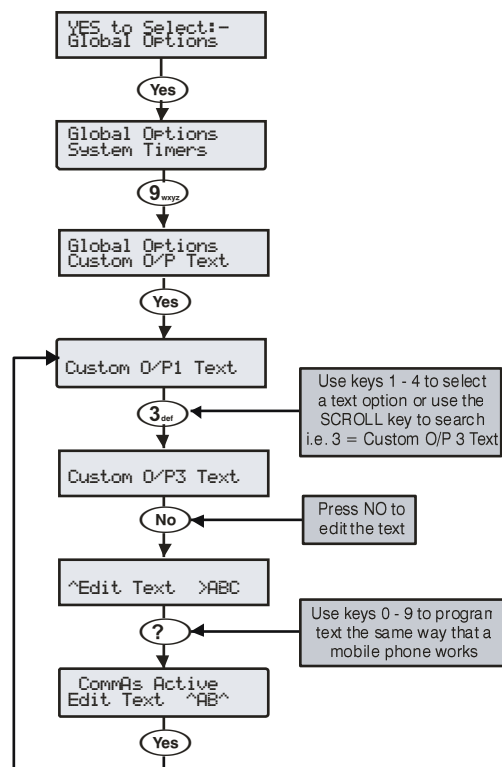 YES to Select:-
Global Options
Yes
Global Options
System Timers
9wxyz
Global Options
Custom O/P Text
Yes
Custom O/P1 Text
Use keys 1 - 4 to select
a text option or use the
SCROLL key to search
i.e. 3 = Custom O/P 3 Text
3def
Custom O/P3 Text
Press NO to
edit the text
No
^Edit Text >ABC
Use keys 0 - 9 to program
text the same way that a
mobile phone works
?
CommAs Active
Edit Text ^AB^
Yes